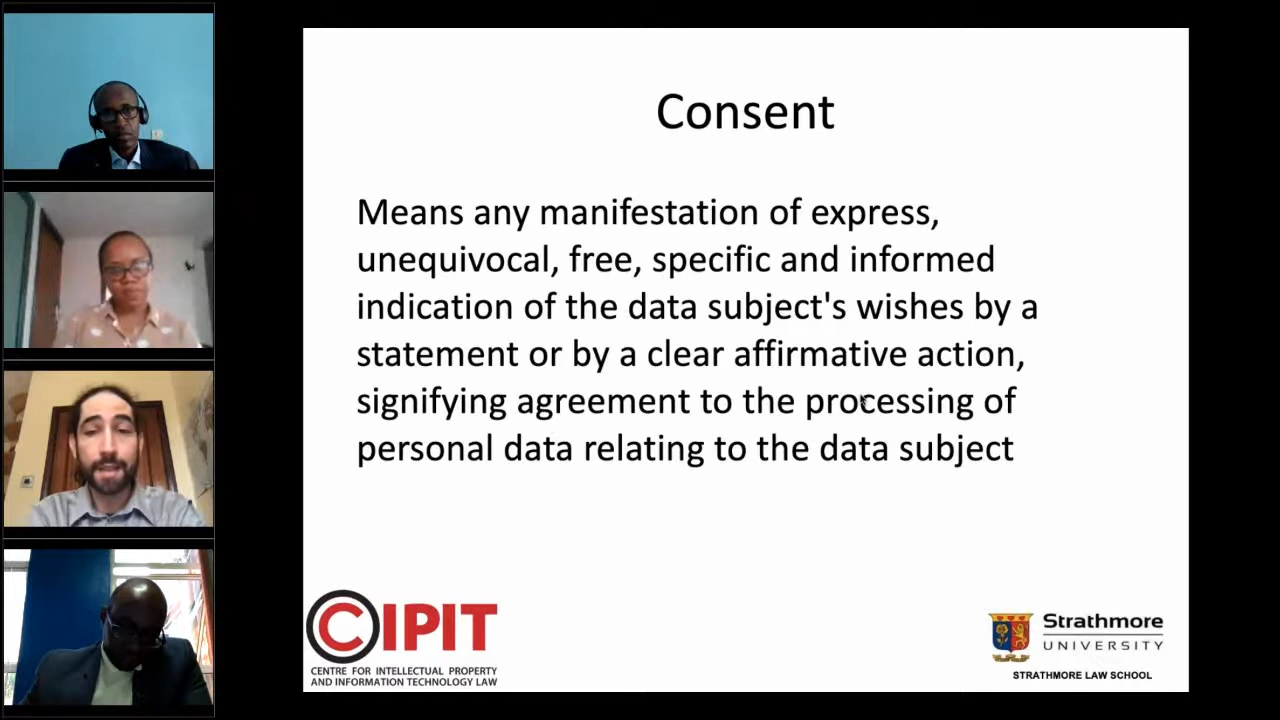 Consent
Means any manifestation of express,
unequivocal, free, specific and informed
indication of the data subject's wishes by a
statement or by a clear affirmative action,
signifying agreement to the processing of
personal data relating to the data subject
CIPIT
CENTRE FOR INTELLECTUAL PROPERTY
AND INFORMATION TECHNOLOGY LAW
Strathmore
UNIVERSITY
STRATHMORE LAW SCHOOL